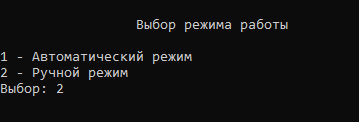 Выбор режима работы
1 - Автоматический режим
2 - Ручной режим
Выбор: 2